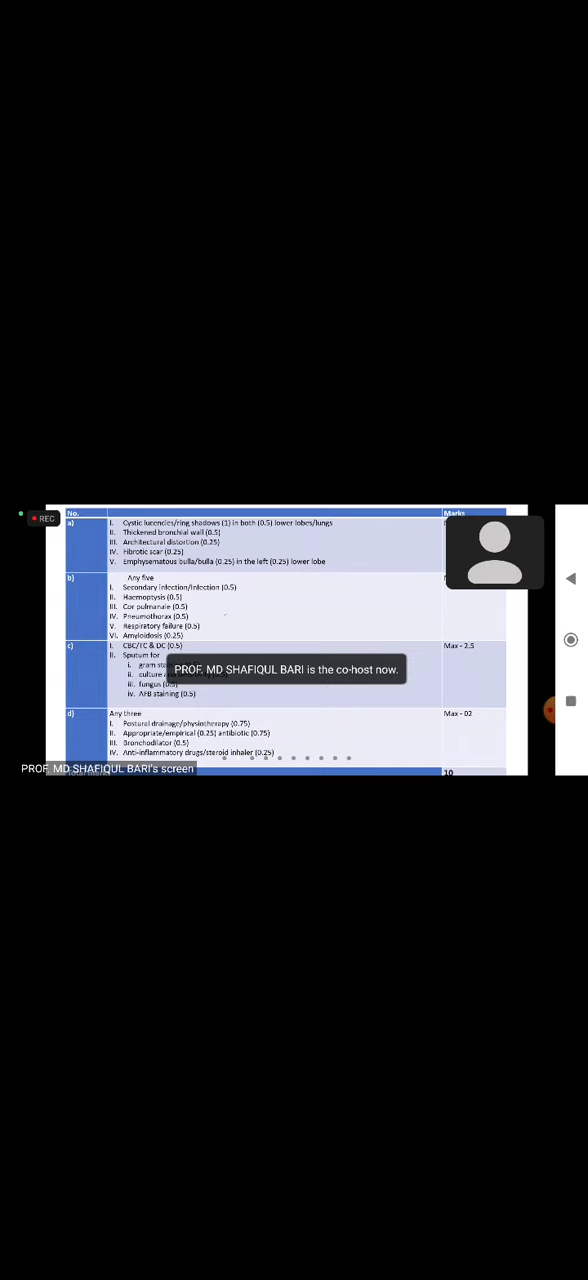 REC
No. Marks
a) I. Cystic lucencies/ring shadows (1) in both (0.5) lower lobes/lungs
II. Thickened bronchial wall (0.5)
III. Architectural distortion (0.25)
IV. Fibrotic scar (0.25)
V. Emphysematous bulla/bulla (0.25) in the left (0.25) lower lobe
b) Any five
I. Secondary infection/Infection (0.5)
II. Haemoptysis (0.5)
III. Cor pulmonale (0.5)
IV. Pneumothorax (0.5)
V. Respiratory failure (0.5)
VI. Amyloidosis (0.25)
c) I. CBC/TC & DC (0.5) Max - 2.5
II. Sputum for
i. gram
ii. culture
iii. fungus (0.5)
iv. AFB staining (0.5)
PROF. MD SHAFIQUL BARI is the co-host now.
d) Any three Max - 02
I. Postural drainage/physiotherapy (0.75)
II. Appropriate/empirical (0.25) antibiotic (0.75)
III. Bronchodilator (0.5)
IV. Anti-inflammatory drugs/steroid inhaler (0.25)
10
PROF. MD SHAFIQUL BARI's screen